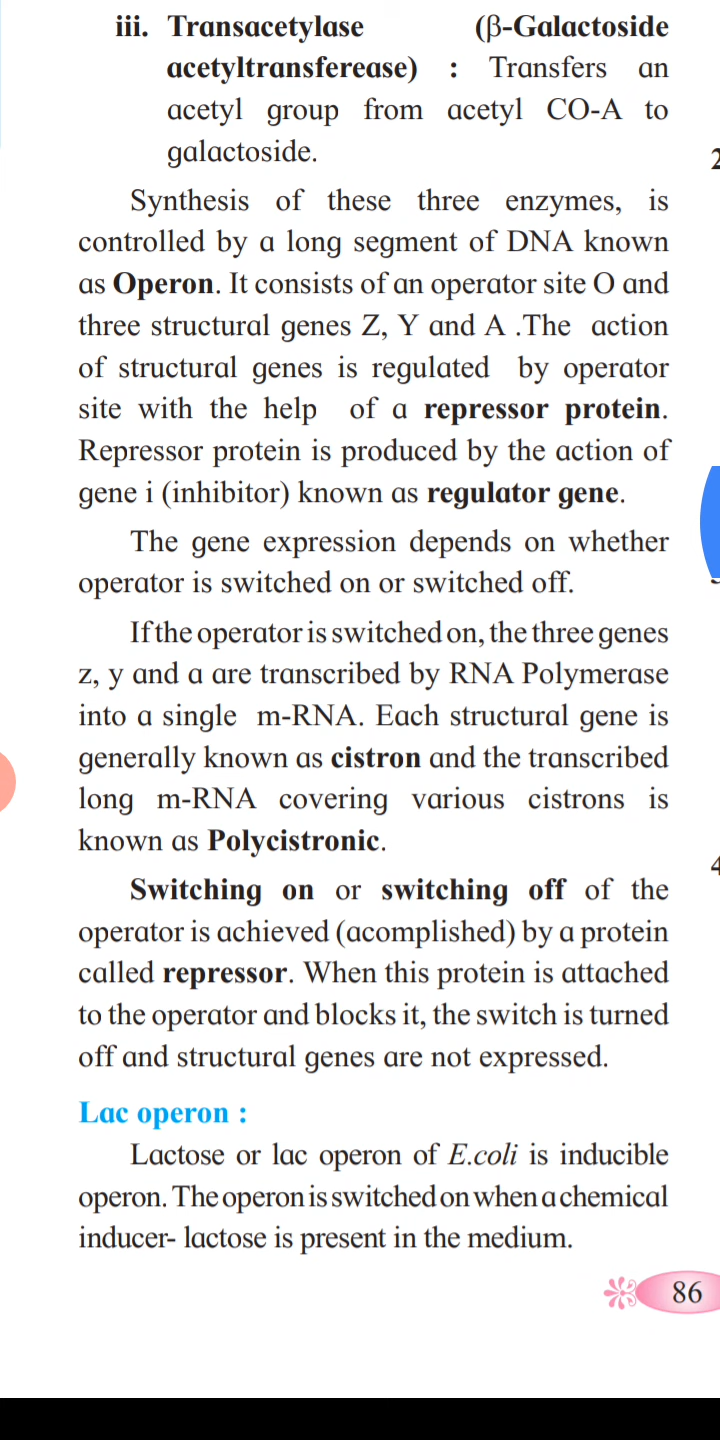 iii. Transacetylase (β-Galactoside
acetyltransferease) : Transfers an
acetyl group from acetyl CO-A to
galactoside.
Synthesis of these three enzymes, is
controlled by a long segment of DNA known
as Operon. It consists of an operator site O and
three structural genes Z, Y and A .The action
of structural genes is regulated by operator
site with the help of a repressor protein.
Repressor protein is produced by the action of
gene i (inhibitor) known as regulator gene.
The gene expression depends on whether
operator is switched on or switched off.
If the operator is switched on, the three genes
z, y and a are transcribed by RNA Polymerase
into a single m-RNA. Each structural gene is
generally known as cistron and the transcribed
long m-RNA covering various cistrons is
known as Polycistronic.
Switching on or switching off of the
operator is achieved (acomplished) by a protein
called repressor. When this protein is attached
to the operator and blocks it, the switch is turned
off and structural genes are not expressed.
Lac operon :
Lactose or lac operon of E.coli is inducible
operon. The operon is switched on when a chemical
inducer- lactose is present in the medium.
86